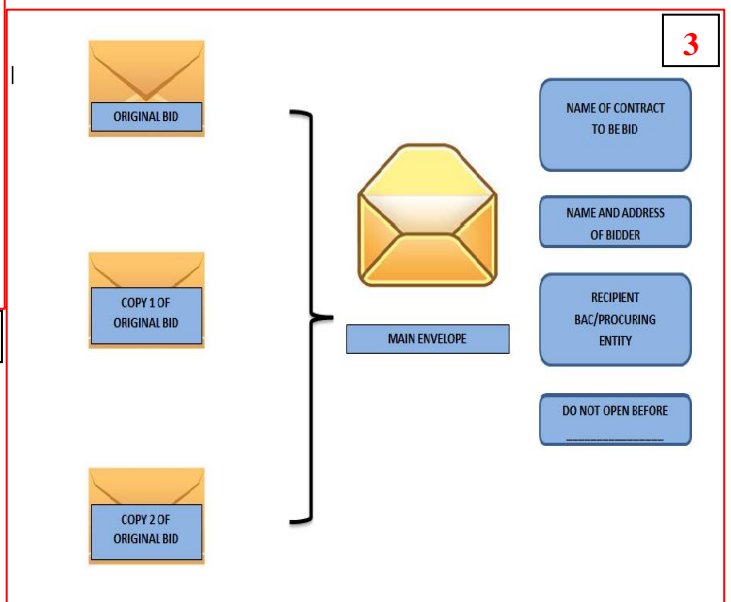 3
ORIGINAL BID
COPY 1 OF
ORIGINAL BID
COPY 2 OF
ORIGINAL BID
MAIN ENVELOPE
NAME OF CONTRACT
TO BE BID
NAME AND ADDRESS
OF BIDDER
RECIPIENT
BAC/PROCURING
ENTITY
DO NOT OPEN BEFORE
________________